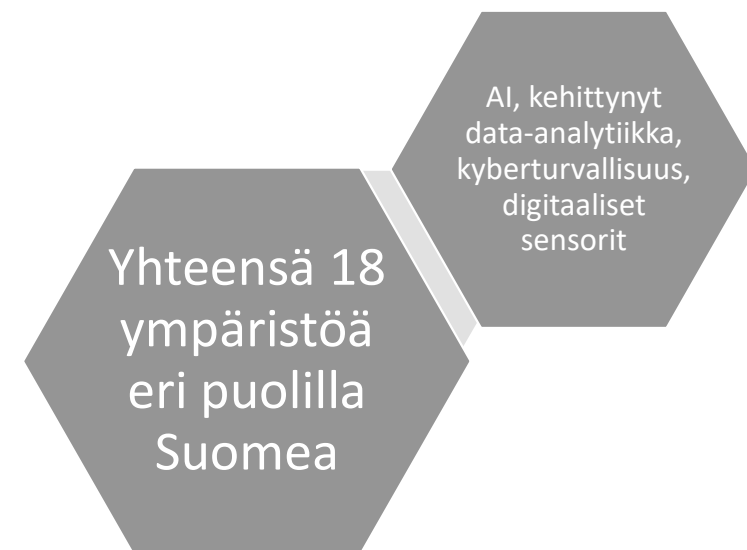 AI, kehittynyt
data-analytiikka,
kyberturvallisuus,
digitaaliset
sensorit
Yhteensä 18
ympäristöä
eri puolilla
Suomea